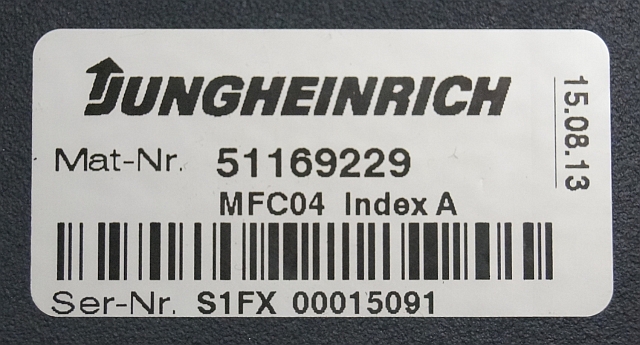 JUNGHEINRICH
Mat-Nr. 51169229
MFC04 Index A
Ser-Nr. S1FX 00015091
15.08.13